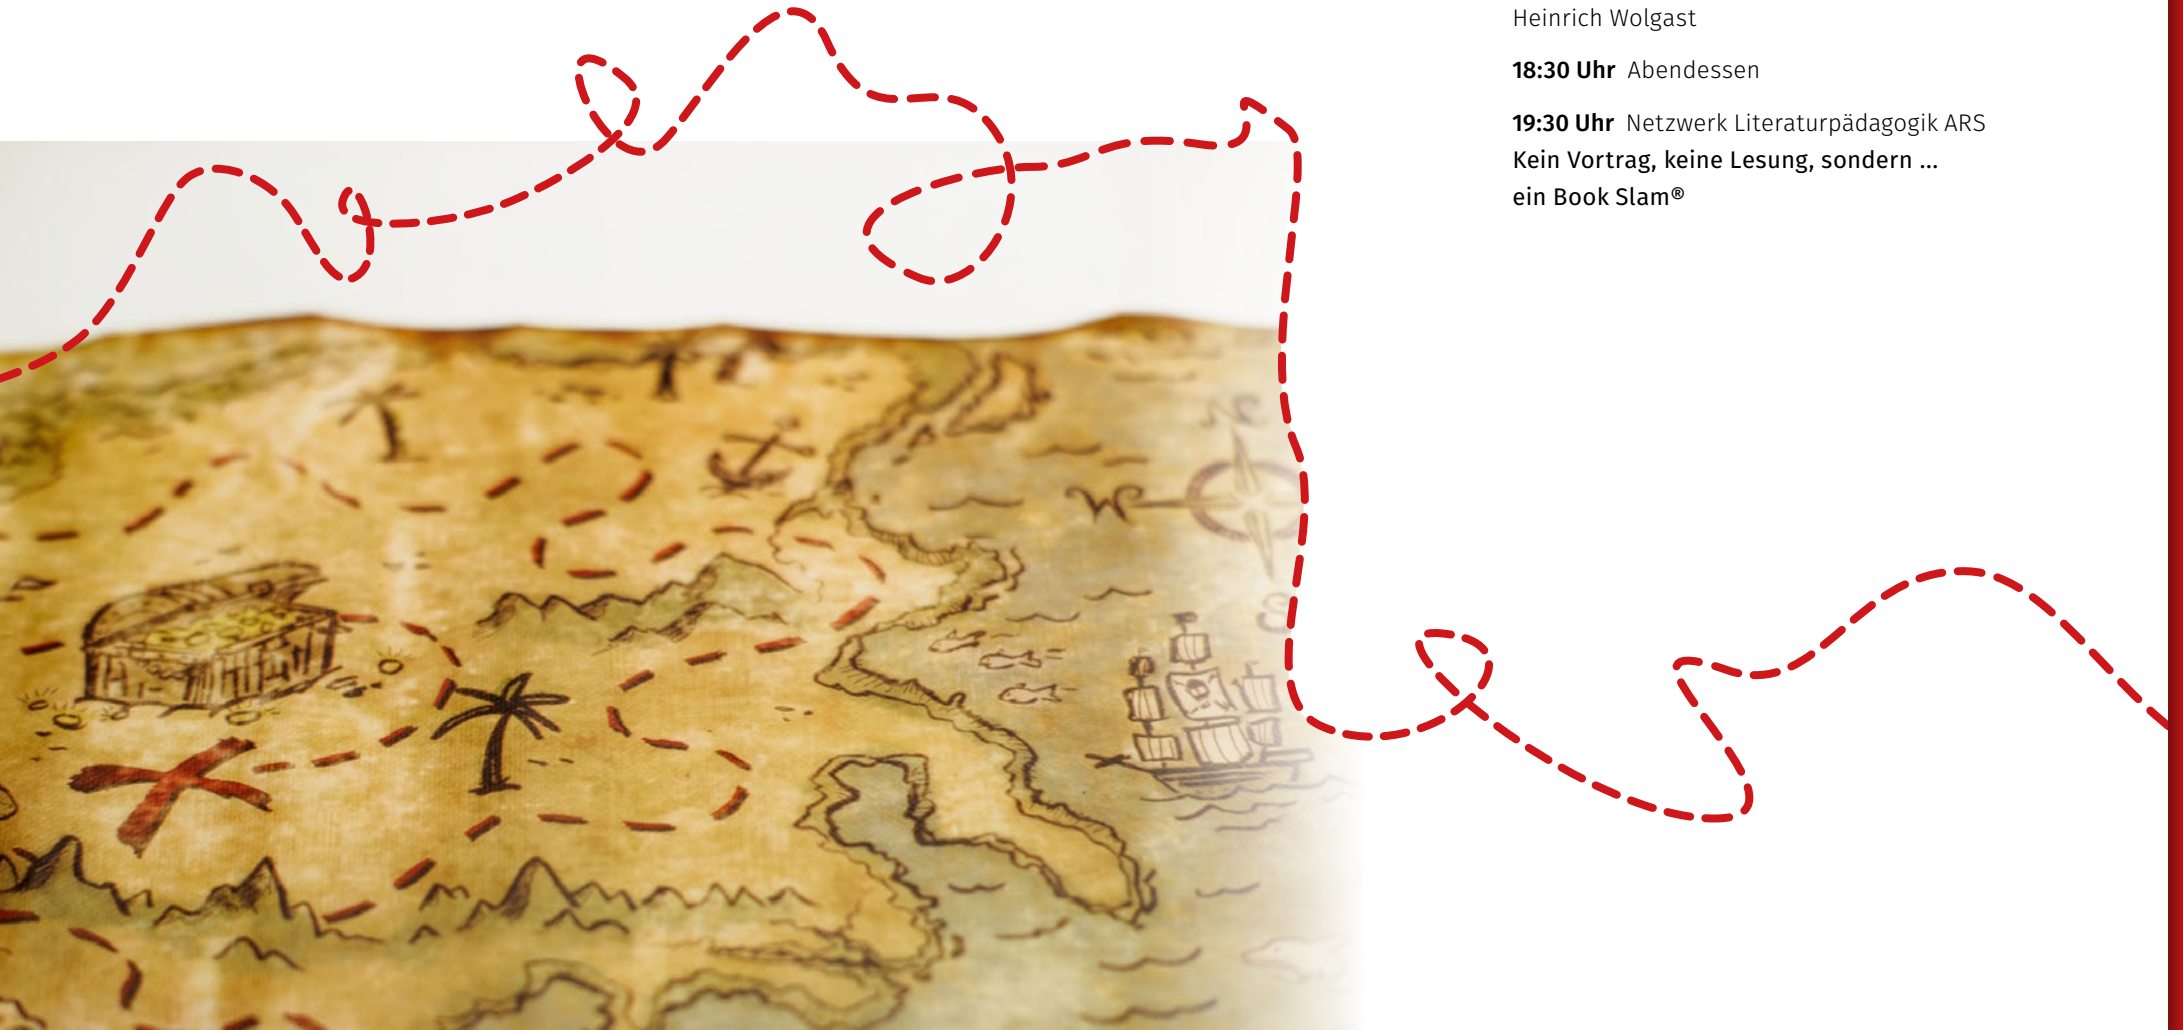 Heinrich Wolgast
18:30 Uhr Abendessen
19:30 Uhr Netzwerk Literaturpädagogik ARS
Kein Vortrag, keine Lesung, sondern ...
ein Book Slam®
N
W
S